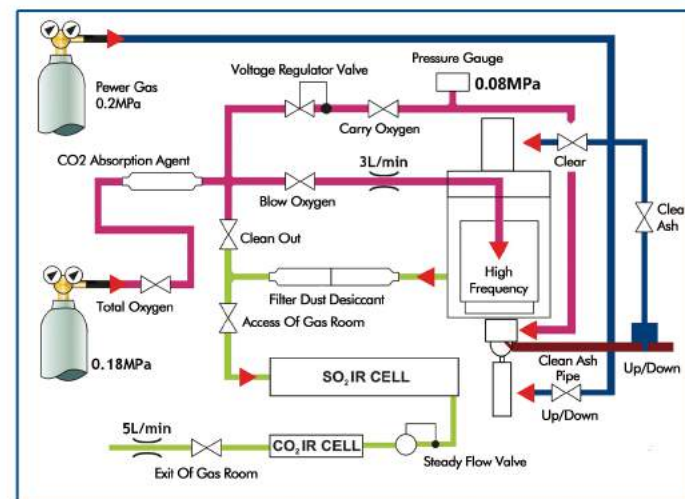 Pewer Gas
0.2MPa
Voltage Regulator Valve
Pressure Gauge
0.08MPa
Carry Oxygen
Clear
CO2 Absorption Agent
3L/min
Blow Oxygen
Clean
Ash
Clean Out
High
Frequency
Total Oxygen
Filter Dust Desiccant
Access Of Gas Room
0.18MPa
Clean Ash
Pipe
Up/Down
SO₂ IR CELL
Up/Down
5L/min
CO₂ IR CELL
Steady Flow Valve
Exit Of Gas Room